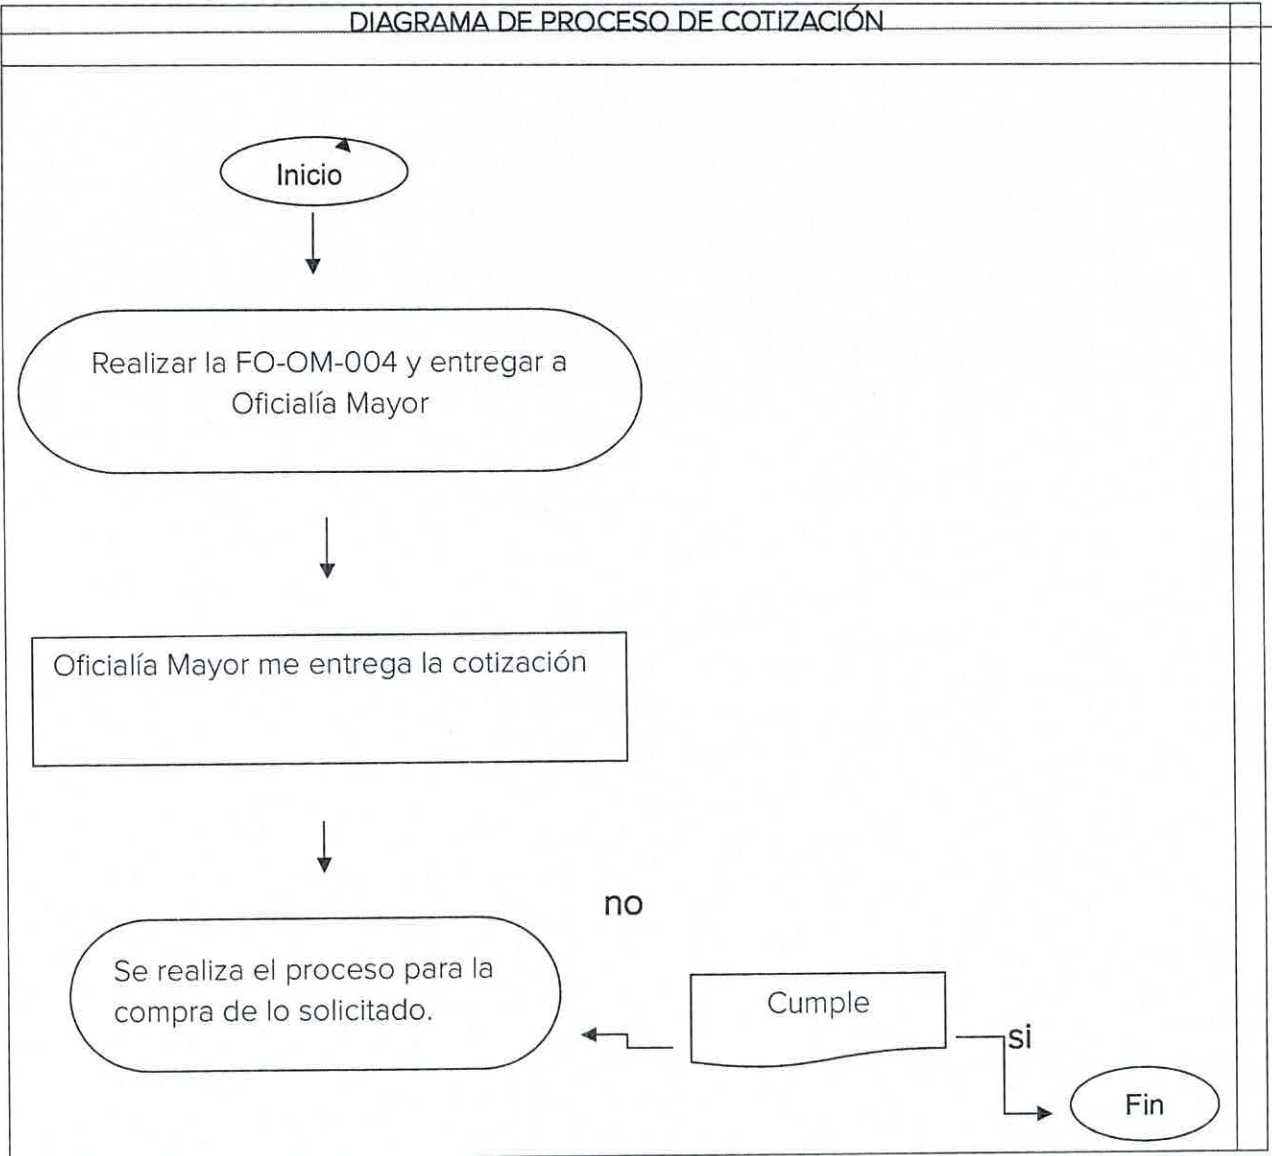 DIAGRAMA DE PROCESO DE COTIZACIÓN
Inicio
Realizar la FO-OM-004 y entregar a
Oficialía Mayor
Oficialía Mayor me entrega la cotización
no
Se realiza el proceso para la
compra de lo solicitado.
Cumple
si
Fin